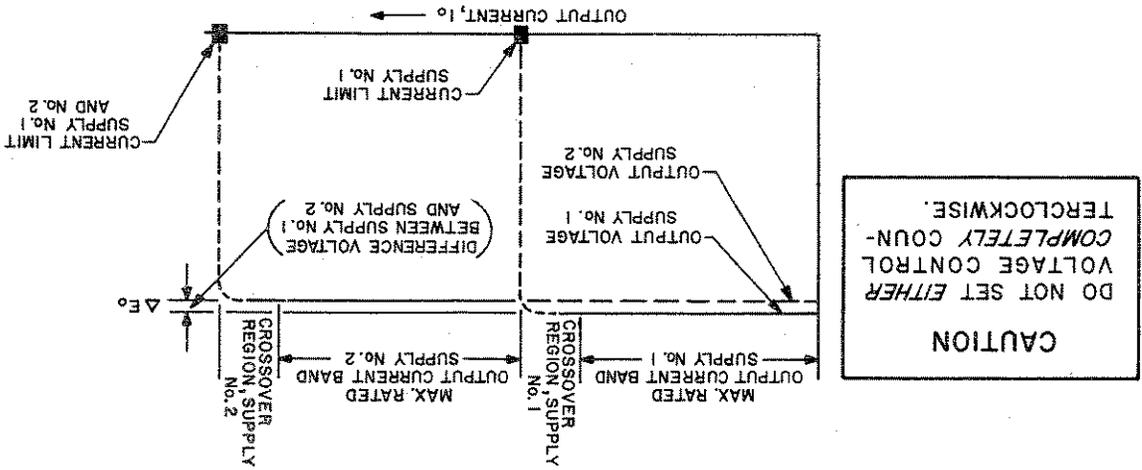 CAUTION
DO NOT SET EITHER
VOLTAGE CONTROL
COMPLETELY COUN-
TERCLOCKWISE.
MAX. RATED
OUTPUT CURRENT BAND
SUPPLY No. 1
CROSSOVER
REGION, SUPPLY
No. 1
MAX. RATED
OUTPUT CURRENT BAND
SUPPLY No. 2
CROSSOVER
REGION, SUPPLY
No. 2
Δ Eo
OUTPUT VOLTAGE
SUPPLY No. 1
OUTPUT VOLTAGE
SUPPLY No. 2
(DIFFERENCE VOLTAGE
BETWEEN SUPPLY No. 1
AND SUPPLY No. 2)
CURRENT LIMIT
SUPPLY No. 1
CURRENT LIMIT
SUPPLY No. 1
AND No. 2
OUTPUT CURRENT, Io